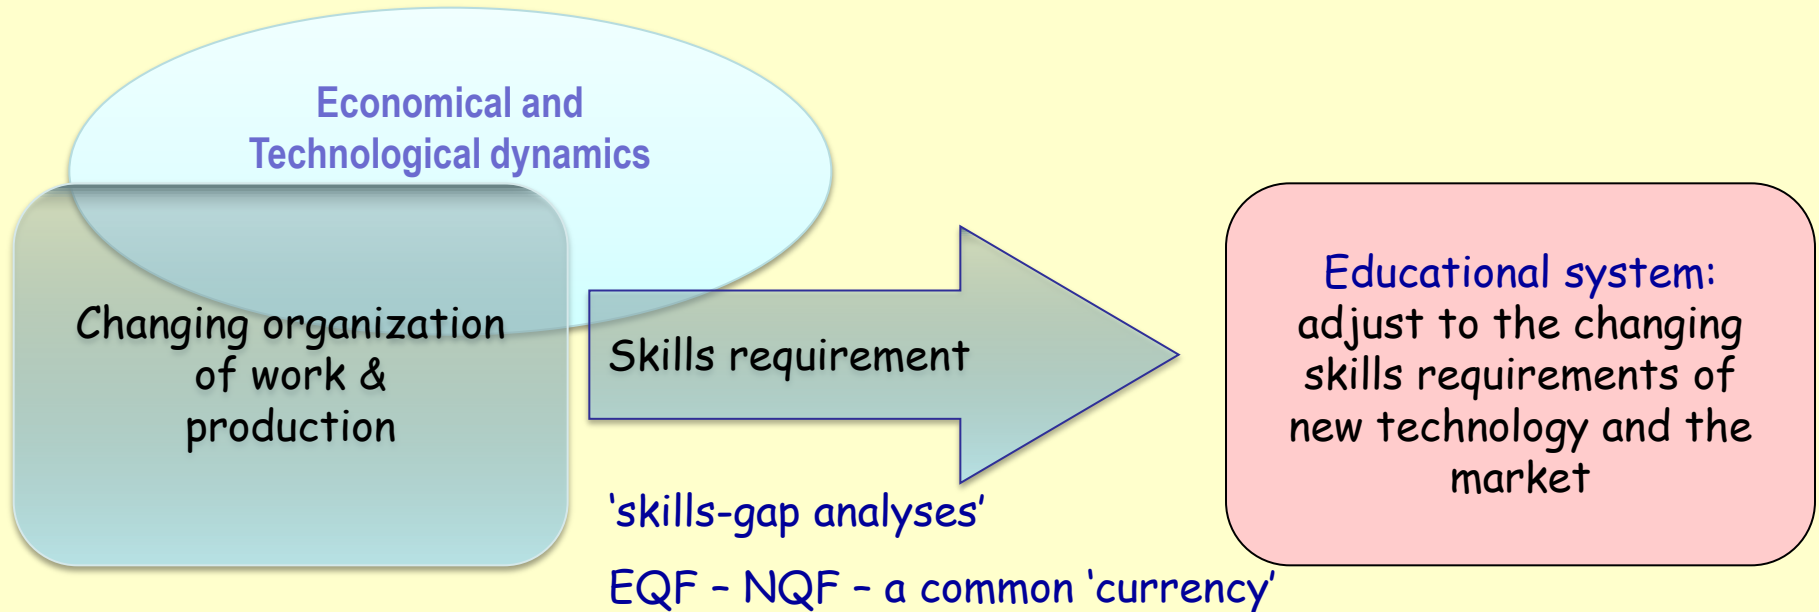 Economical and
Technological dynamics
Changing organization
of work &
production
Skills requirement
‘skills-gap analyses’
EQF – NQF – a common ‘currency’
Educational system:
adjust to the changing
skills requirements of
new technology and the
market